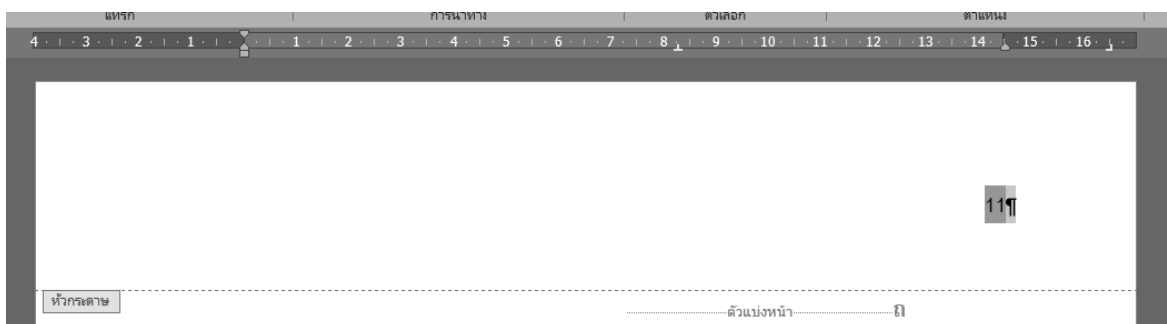 แทรก การนำทาง ตัวเลือก ตำแหน่ง
4 3 2 1 1 2 3 4 5 6 7 8 9 10 11 12 13 14 15 16
11¶
หัวกระดาษ
ตัวแบ่งหน้า